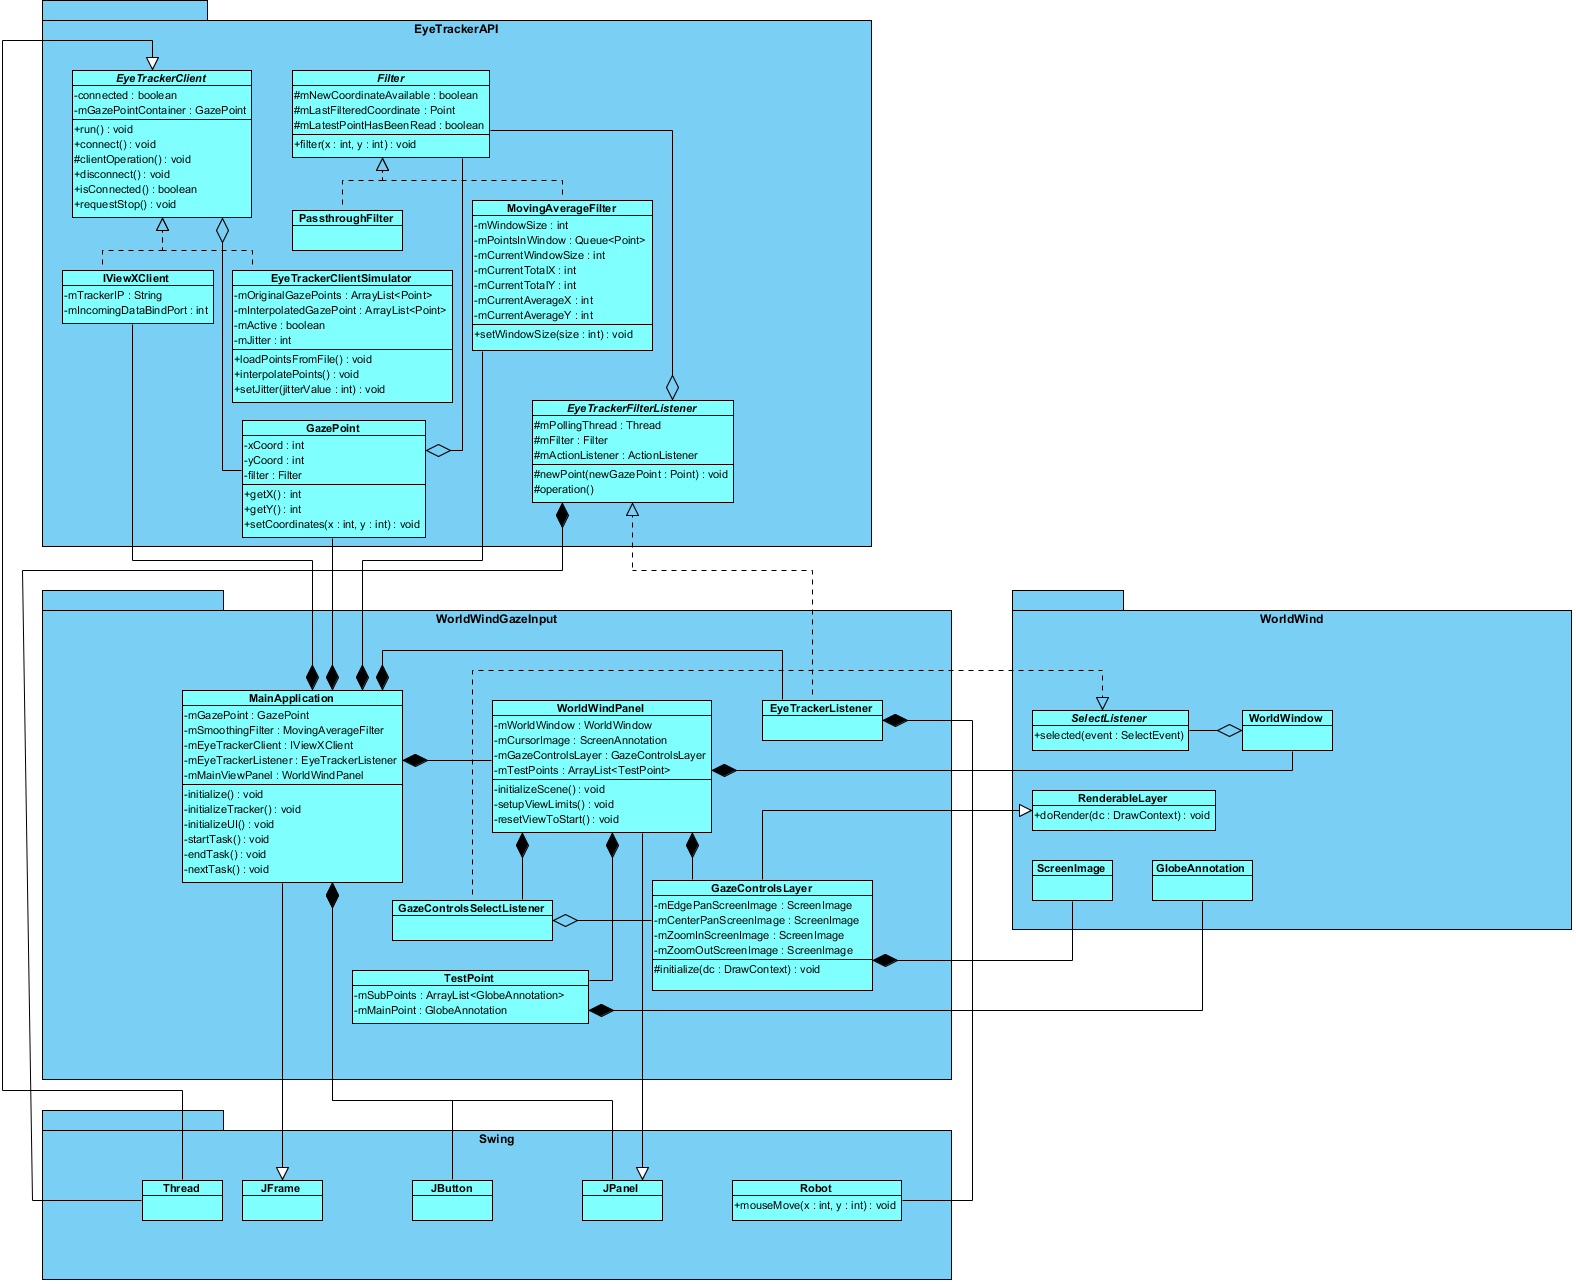 EyeTrackerAPI
EyeTrackerClient
-connected : boolean
-mGazePointContainer : GazePoint
+run() : void
+connect() : void
#clientOperation() : void
+disconnect() : void
+isConnected() : boolean
+requestStop() : void
Filter
#mNewCoordinateAvailable : boolean
#mLastFilteredCoordinate : Point
#mLatestPointHasBeenRead : boolean
+filter(x : int, y : int) : void
PassthroughFilter
MovingAverageFilter
-mWindowSize : int
-mPointsInWindow : Queue<Point>
-mCurrentWindowSize : int
-mCurrentTotalX : int
-mCurrentTotalY : int
-mCurrentAverageX : int
-mCurrentAverageY : int
+setWindowSize(size : int) : void
IViewXClient
-mTrackerIP : String
-mIncomingDataBindPort : int
EyeTrackerClientSimulator
-mOriginalGazePoints : ArrayList<Point>
-mInterpolatedGazePoint : ArrayList<Point>
-mActive : boolean
-mJitter : int
+loadPointsFromFile() : void
+interpolatePoints() : void
+setJitter(jitterValue : int) : void
EyeTrackerFilterListener
#mPollingThread : Thread
#mFilter : Filter
#mActionListener : ActionListener
#newPoint(newGazePoint : Point) : void
#operation()
GazePoint
-xCoord : int
-yCoord : int
-filter : Filter
+getX() : int
+getY() : int
+setCoordinates(x : int, y : int) : void
WorldWindGazeInput
MainApplication
-mGazePoint : GazePoint
-mSmoothingFilter : MovingAverageFilter
-mEyeTrackerClient : IViewXClient
-mEyeTrackerListener : EyeTrackerListener
-mMainViewPanel : WorldWindPanel
-initialize() : void
-initializeTracker() : void
-initializeUI() : void
-startTask() : void
-endTask() : void
-nextTask() : void
WorldWindPanel
-mWorldWindow : WorldWindow
-mCursorImage : ScreenAnnotation
-mGazeControlsLayer : GazeControlsLayer
-mTestPoints : ArrayList<TestPoint>
-initializeScene() : void
-setupViewLimits() : void
-resetViewToStart() : void
EyeTrackerListener
GazeControlsSelectListener
GazeControlsLayer
-mEdgePanScreenImage : ScreenImage
-mCenterPanScreenImage : ScreenImage
-mZoomInScreenImage : ScreenImage
-mZoomOutScreenImage : ScreenImage
#initialize(dc : DrawContext) : void
TestPoint
-mSubPoints : ArrayList<GlobeAnnotation>
-mMainPoint : GlobeAnnotation
WorldWind
SelectListener
+selected(event : SelectEvent)
WorldWindow
RenderableLayer
+doRender(dc : DrawContext) : void
ScreenImage
GlobeAnnotation
Swing
Thread
JFrame
JButton
JPanel
Robot
+mouseMove(x : int, y : int) : void